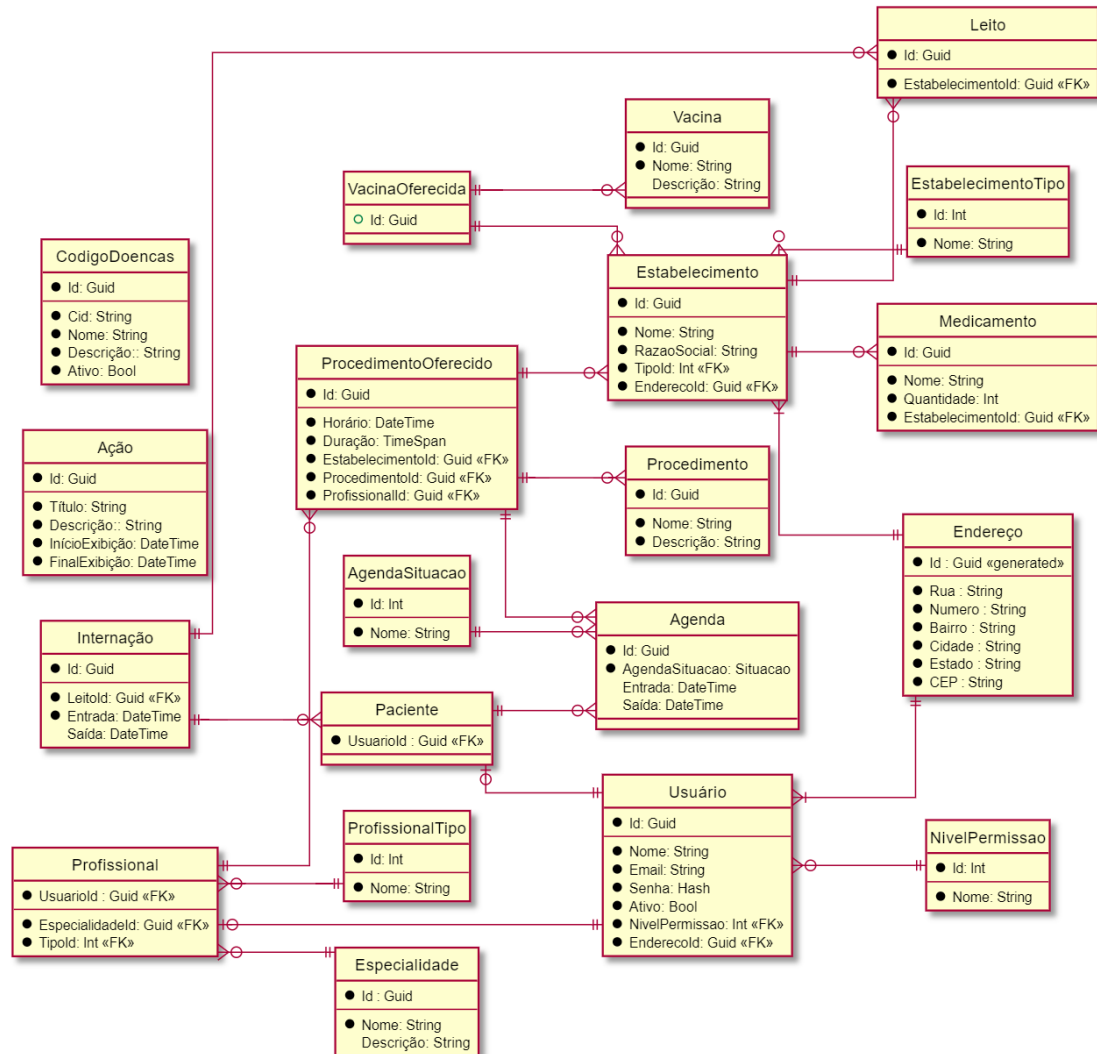 Leito
Id: Guid
EstabelecimentoId: Guid «FK»
Vacina
Id: Guid
Nome: String
Descrição: String
VacinaOferecida
Id: Guid
EstabelecimentoTipo
Id: Int
Nome: String
CodigoDoencas
Id: Guid
Cid: String
Nome: String
Descrição:: String
Ativo: Bool
Estabelecimento
Id: Guid
Nome: String
RazaoSocial: String
TipoId: Int «FK»
EnderecoId: Guid «FK»
Medicamento
Id: Guid
Nome: String
Quantidade: Int
EstabelecimentoId: Guid «FK»
ProcedimentoOferecido
Id: Guid
Horário: DateTime
Duração: TimeSpan
EstabelecimentoId: Guid «FK»
ProcedimentoId: Guid «FK»
ProfissionalId: Guid «FK»
Ação
Id: Guid
Título: String
Descrição:: String
InícioExibição: DateTime
FinalExibição: DateTime
Procedimento
Id: Guid
Nome: String
Descrição: String
Endereço
Id : Guid «generated»
Rua : String
Numero : String
Bairro : String
Cidade : String
Estado : String
CEP : String
AgendaSituacao
Id: Int
Nome: String
Agenda
Id: Guid
AgendaSituacao: Situacao
Entrada: DateTime
Saída: DateTime
Internação
Id: Guid
LeitoId: Guid «FK»
Entrada: DateTime
Saída: DateTime
Paciente
UsuarioId : Guid «FK»
Usuário
Id: Guid
Nome: String
Email: String
Senha: Hash
Ativo: Bool
NivelPermissao: Int «FK»
EnderecoId: Guid «FK»
ProfissionalTipo
Id: Int
Nome: String
NivelPermissao
Id: Int
Nome: String
Profissional
UsuarioId : Guid «FK»
EspecialidadeId: Guid «FK»
TipoId: Int «FK»
Especialidade
Id : Guid
Nome: String
Descrição: String